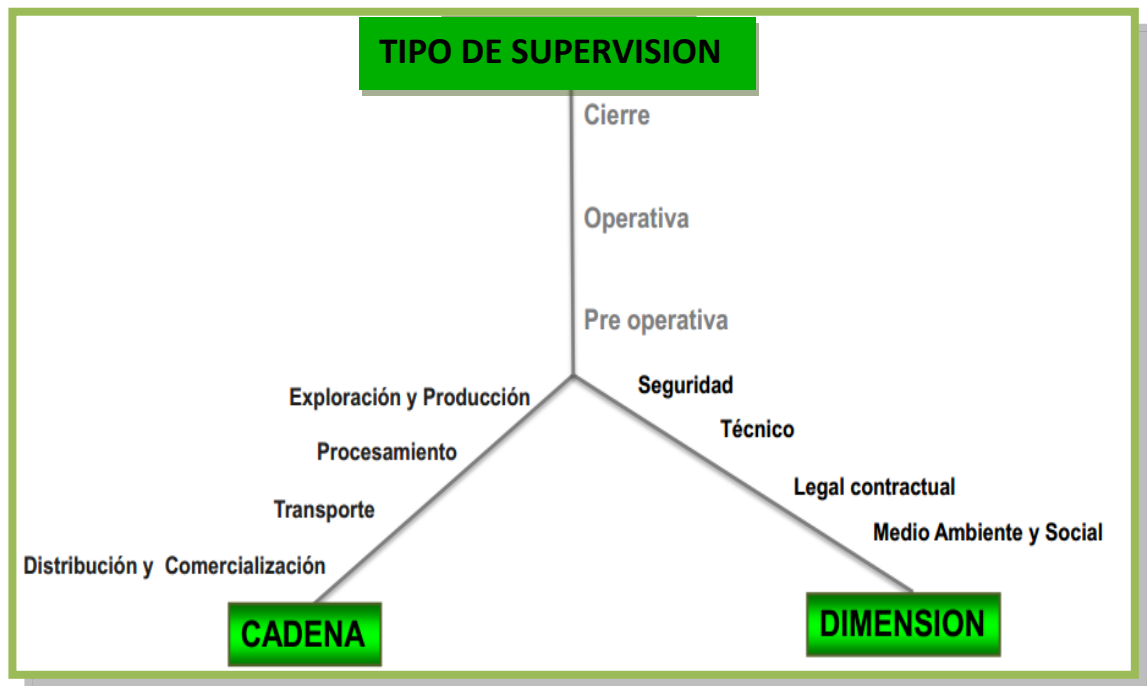 TIPO DE SUPERVISION
Cierre
Operativa
Pre operativa
Exploración y Producción
Procesamiento
Transporte
Distribución y Comercialización
CADENA
Seguridad
Técnico
Legal contractual
Medio Ambiente y Social
DIMENSION